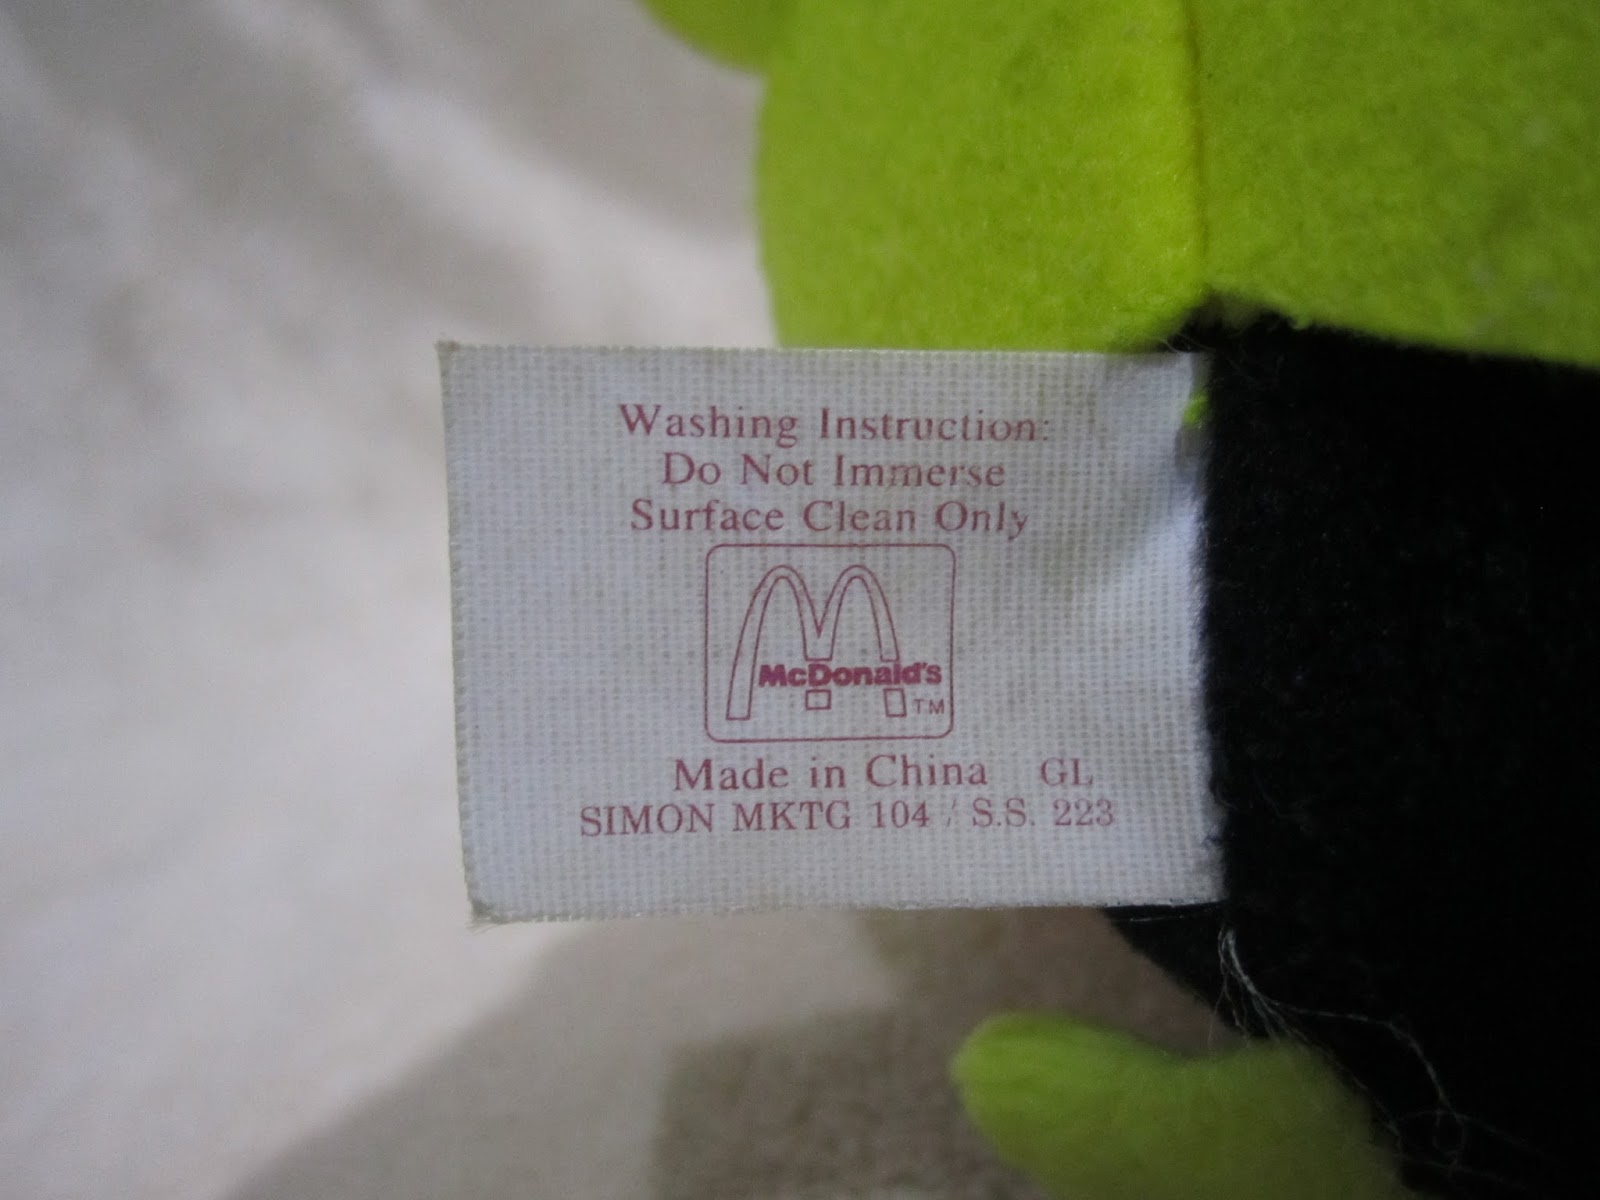 Washing Instruction:
Do Not Immerse
Surface Clean Only
McDonald's
TM
Made in China GL
SIMON MKTG 104 / S.S. 223